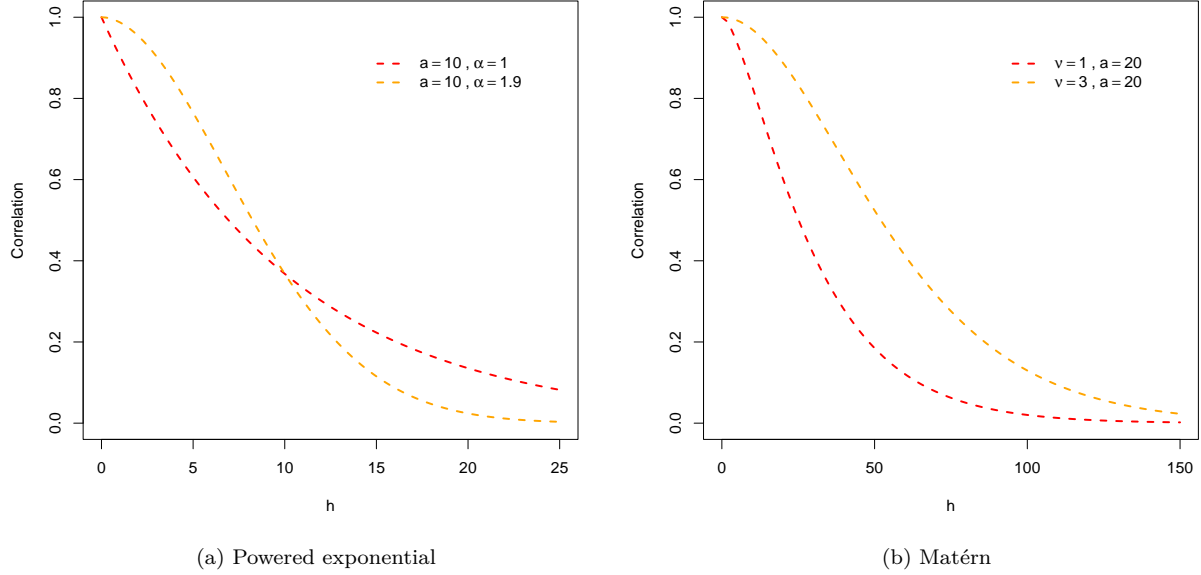 a = 10 , α = 1
a = 10 , α = 1.9
Correlation
1.0
0.8
0.6
0.4
0.2
0.0
0 5 10 15 20 25
h
(a) Powered exponential
ν = 1 , a = 20
ν = 3 , a = 20
Correlation
1.0
0.8
0.6
0.4
0.2
0.0
0 50 100 150
h
(b) Matérn